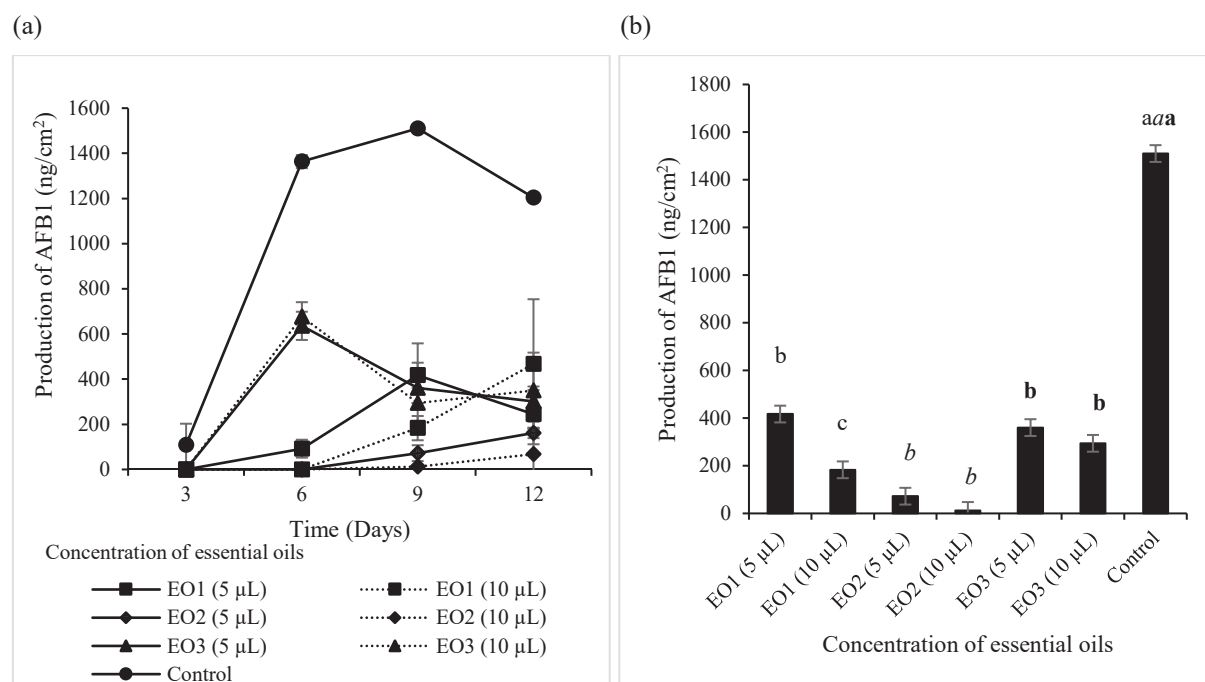 (a)
1600
1400
1200
1000
800
600
400
200
0
Production of AFB1 (ng/cm²)
3 6 9 12
Time (Days)
Concentration of essential oils
EO1 (5 µL) EO1 (10 µL)
EO2 (5 µL) EO2 (10 µL)
EO3 (5 µL) EO3 (10 µL)
Control
(b)
1800
1600
1400
1200
1000
800
600
400
200
0
Production of AFB1 (ng/cm²)
b c b b b b aaa
EO1 (5 µL)
EO1 (10 µL)
EO2 (5 µL)
EO2 (10 µL)
EO3 (5 µL)
EO3 (10 µL)
Control
Concentration of essential oils